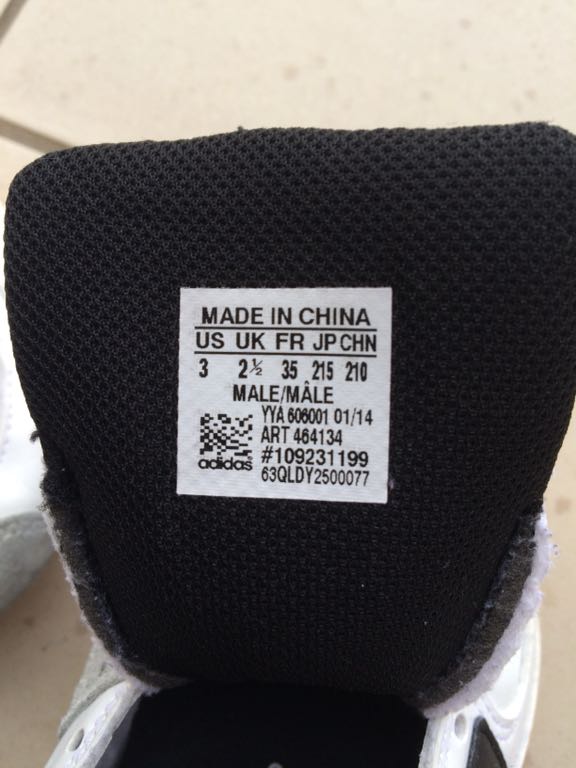 MADE IN CHINA
US UK FR JP CHN
3 2½ 35 215 210
MALE/MÂLE
YYA 606001 01/14
ART 464134
#109231199
adidas
63QLDY2500077